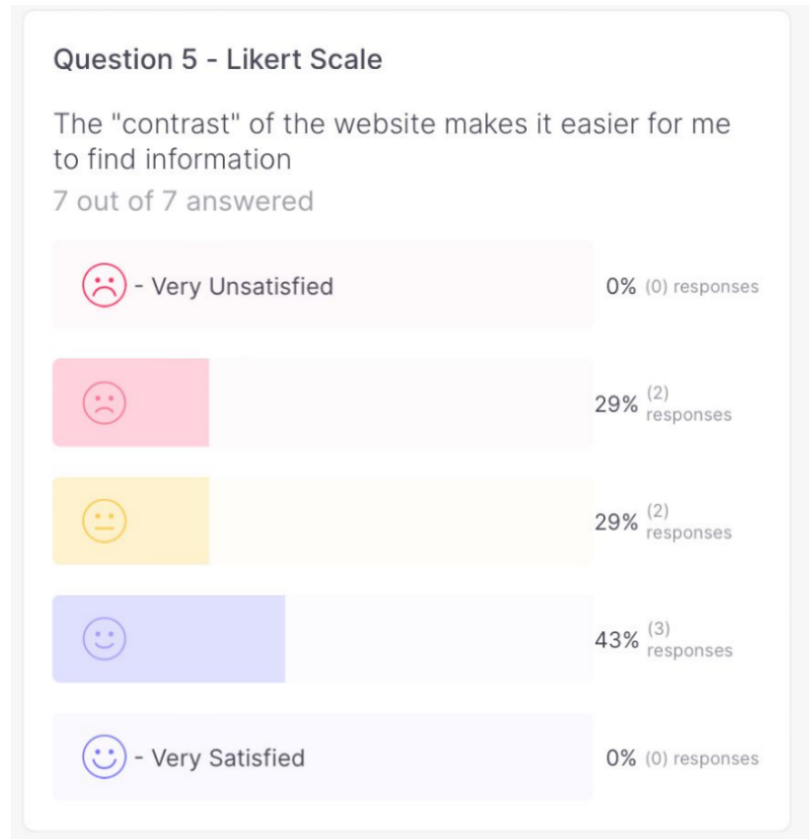 Question 5 - Likert Scale
The "contrast" of the website makes it easier for me
to find information
7 out of 7 answered
- Very Unsatisfied 0% (0) responses
29% (2) responses
29% (2) responses
43% (3) responses
- Very Satisfied 0% (0) responses